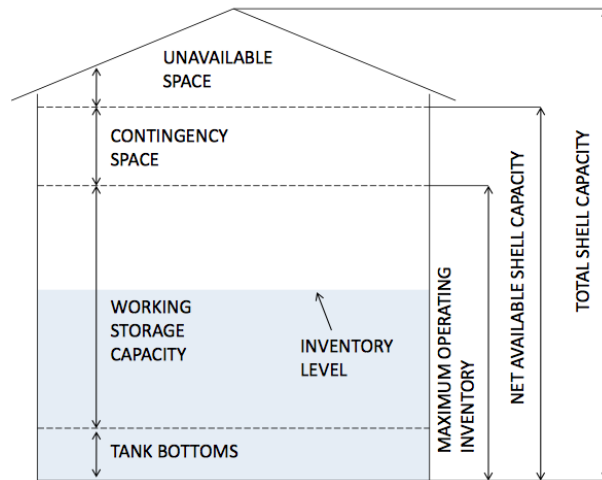 UNAVAILABLE
SPACE
CONTINGENCY
SPACE
WORKING
STORAGE
CAPACITY
INVENTORY
LEVEL
TANK BOTTOMS
MAXIMUM OPERATING
INVENTORY
NET AVAILABLE SHELL CAPACITY
TOTAL SHELL CAPACITY